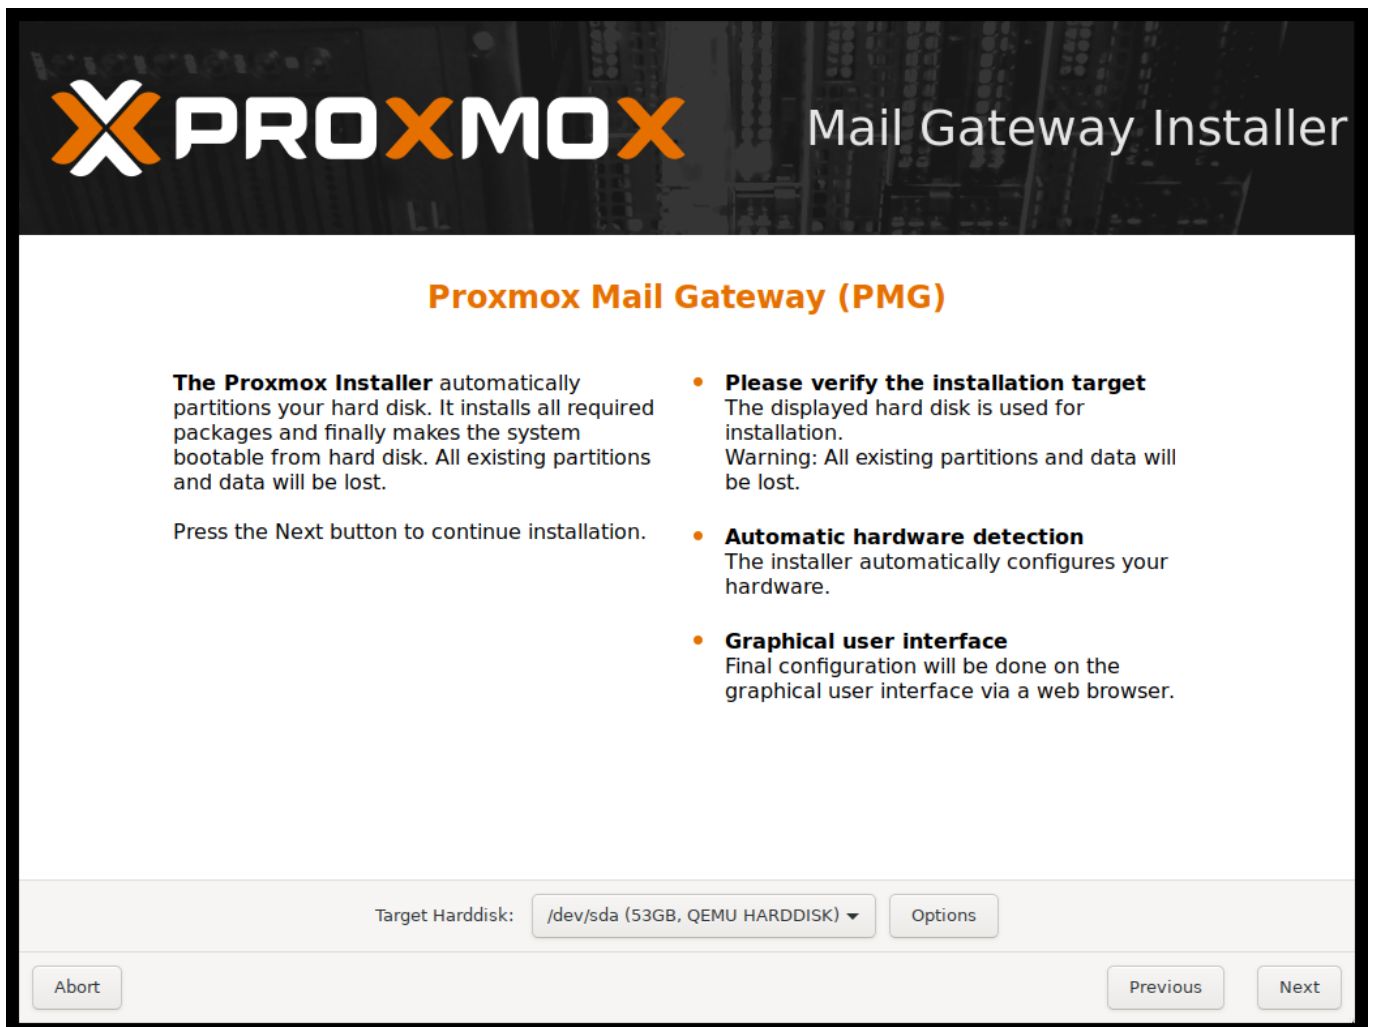 PROXMOX
Mail Gateway Installer
Proxmox Mail Gateway (PMG)
The Proxmox Installer automatically
partitions your hard disk. It installs all required
packages and finally makes the system
bootable from hard disk. All existing partitions
and data will be lost.
Press the Next button to continue installation.
Please verify the installation target
The displayed hard disk is used for
installation.
Warning: All existing partitions and data will
be lost.
Automatic hardware detection
The installer automatically configures your
hardware.
Graphical user interface
Final configuration will be done on the
graphical user interface via a web browser.
Target Harddisk: /dev/sda (53GB, QEMU HARDDISK) Options
Abort Previous Next